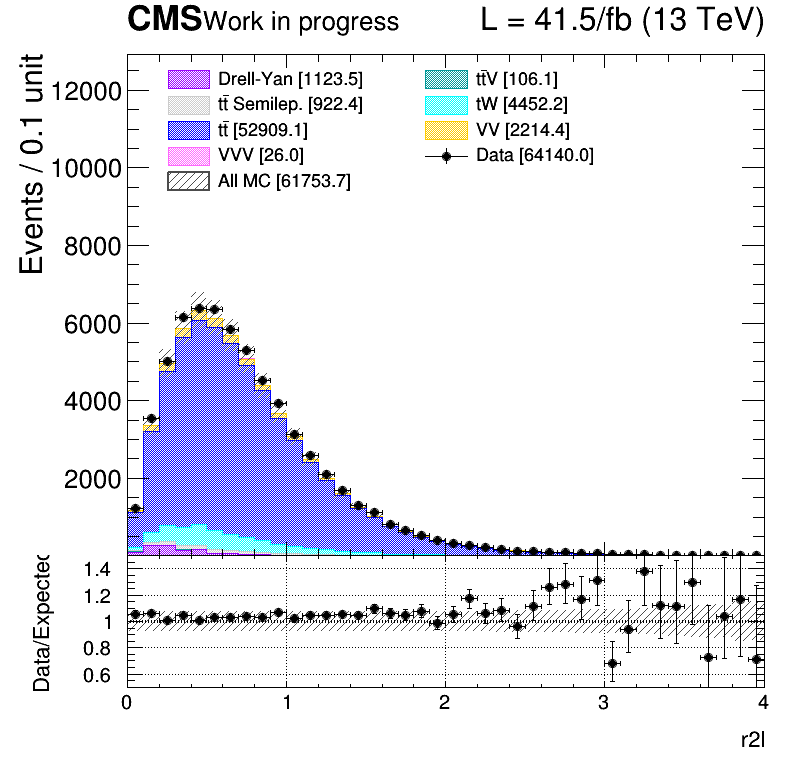 CMS Work in progress L = 41.5/fb (13 TeV)
Events / 0.1 unit
12000
10000
8000
6000
4000
2000
Drell-Yan [1123.5]
tt̄ Semilep. [922.4]
tt̄ [52909.1]
VVV [26.0]
All MC [61753.7]
tt̄V [106.1]
tW [4452.2]
VV [2214.4]
Data [64140.0]
Data/Expected
1.4
1.2
1
0.8
0.6
0 1 2 3 4
r2l